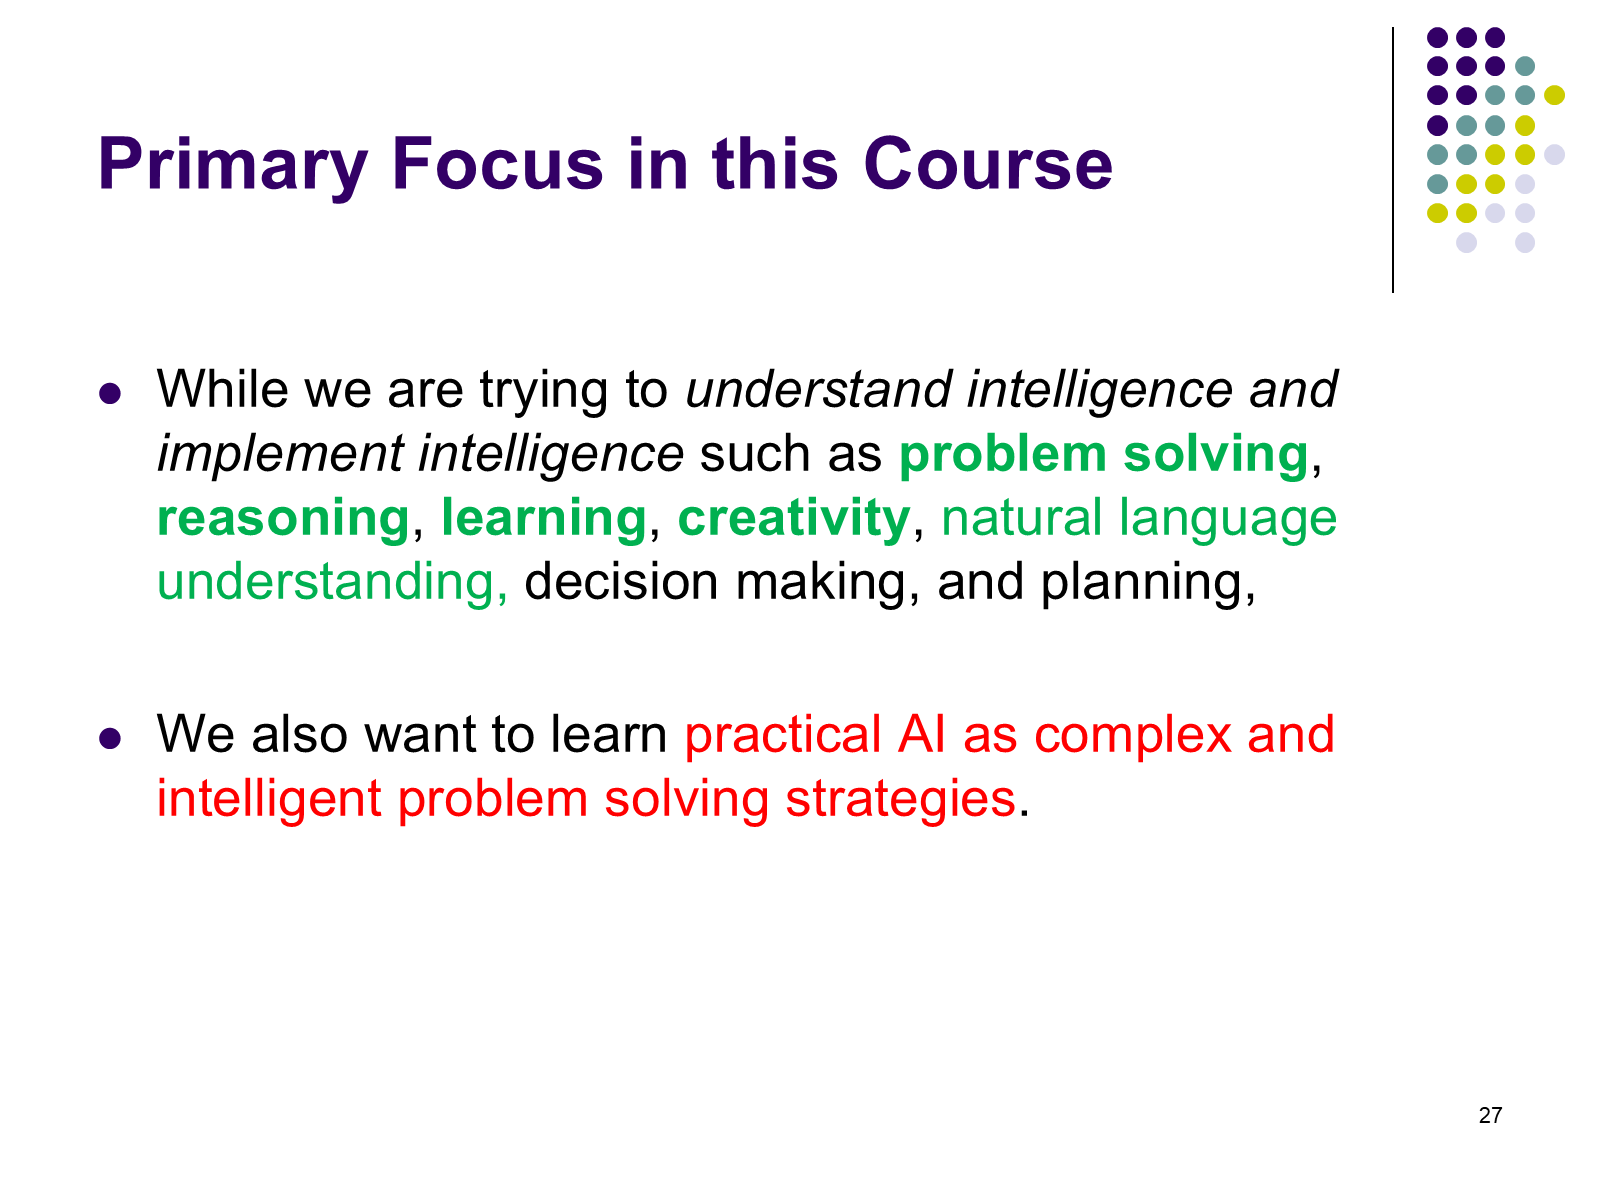 Primary Focus in this Course
While we are trying to understand intelligence and
implement intelligence such as problem solving,
reasoning, learning, creativity, natural language
understanding, decision making, and planning,
We also want to learn practical AI as complex and
intelligent problem solving strategies.
27